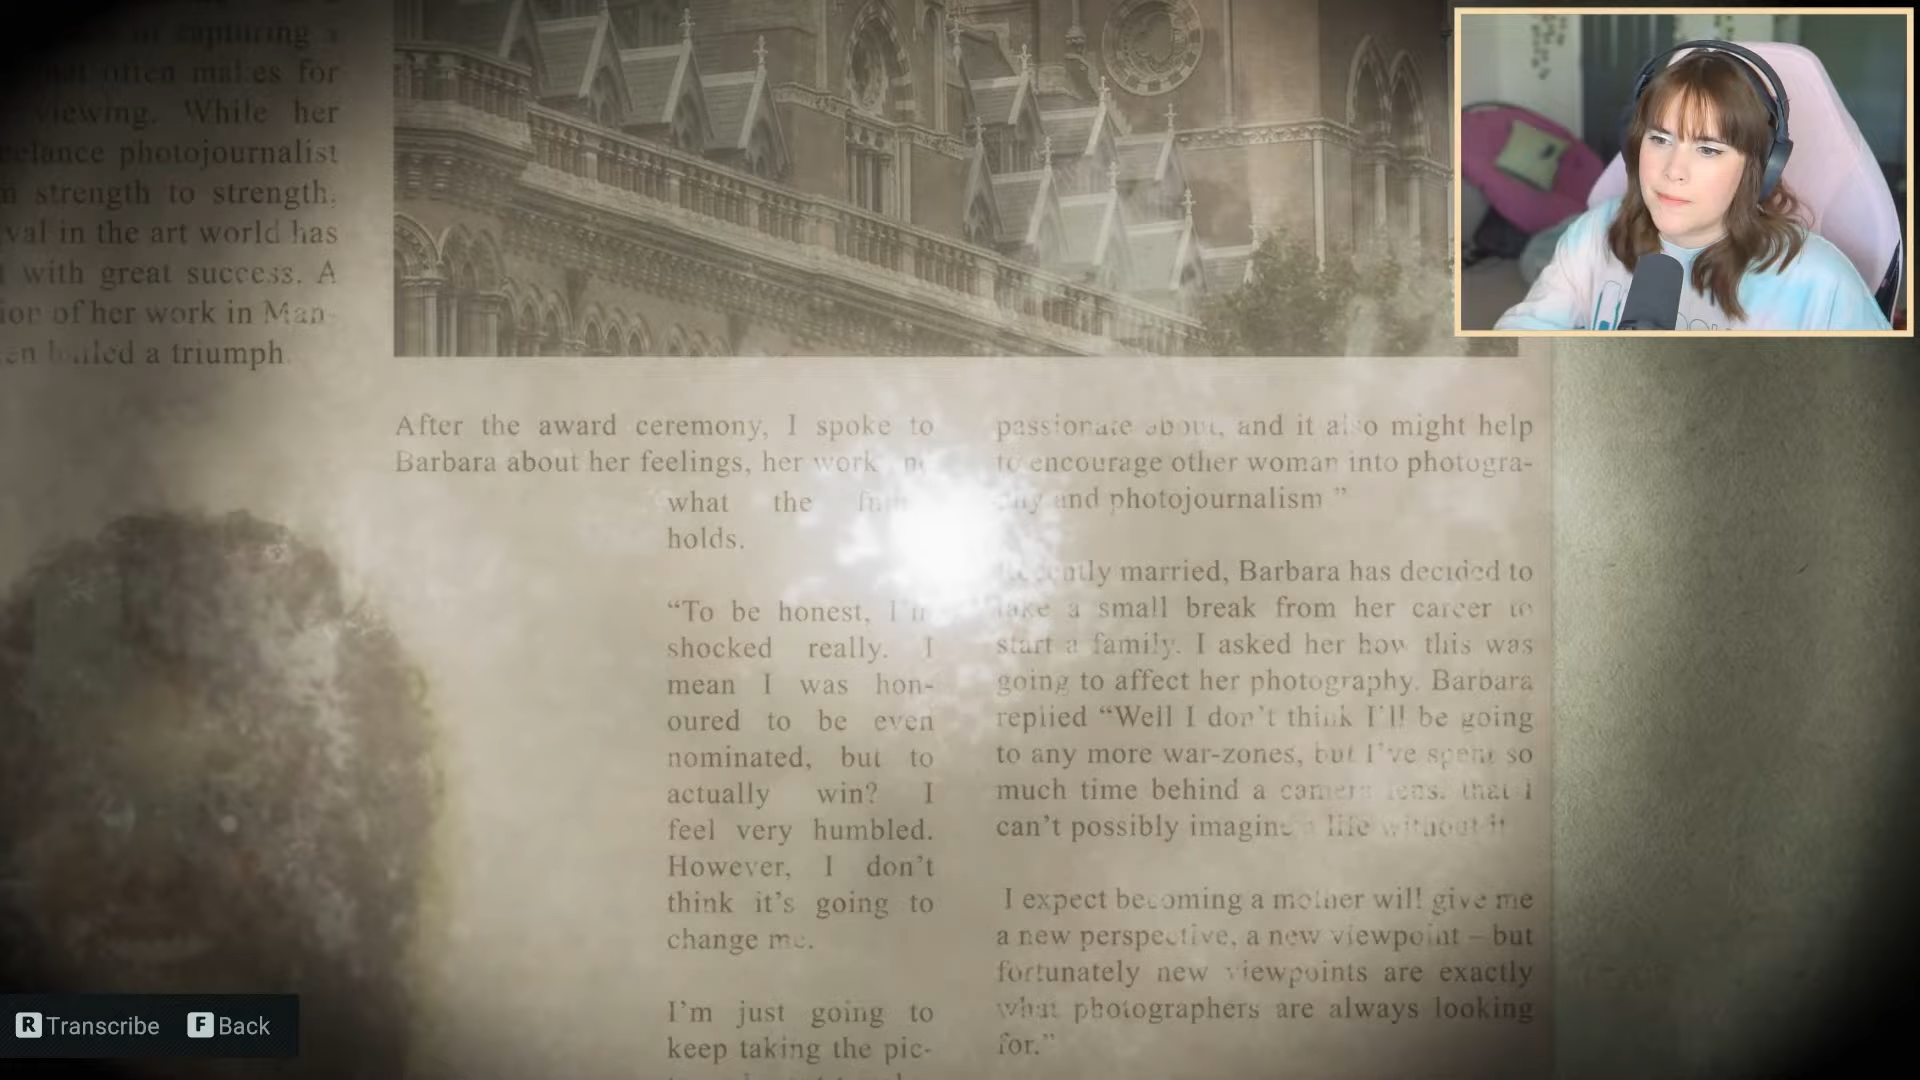 capturing
often makes for
viewing. While her
photojournalist
strength to strength,
in the art world has
with great success. A
of her work in Man-
a triumph
After the award ceremony, I spoke to
Barbara about her feelings, her work
what the
holds.
“To be honest, I'm
shocked really. I
mean I was hon-
oured to be even
nominated, but to
actually win? I
feel very humbled.
However, I don’t
think it’s going to
change me.
I’m just going to
keep taking the pic-
passionate about, and it also might help
to encourage other woman into photogra-
phy and photojournalism ”
Recently married, Barbara has decided to
take a small break from her career to
start a family. I asked her how this was
going to affect her photography. Barbara
replied “Well I don’t think I’ll be going
to any more war-zones, but I’ve spent so
much time behind a camera lens. that I
can’t possibly imagine a life without it
I expect becoming a mother will give me
a new perspective, a new viewpoint – but
fortunately new viewpoints are exactly
what photographers are always looking
for.”
R Transcribe F Back